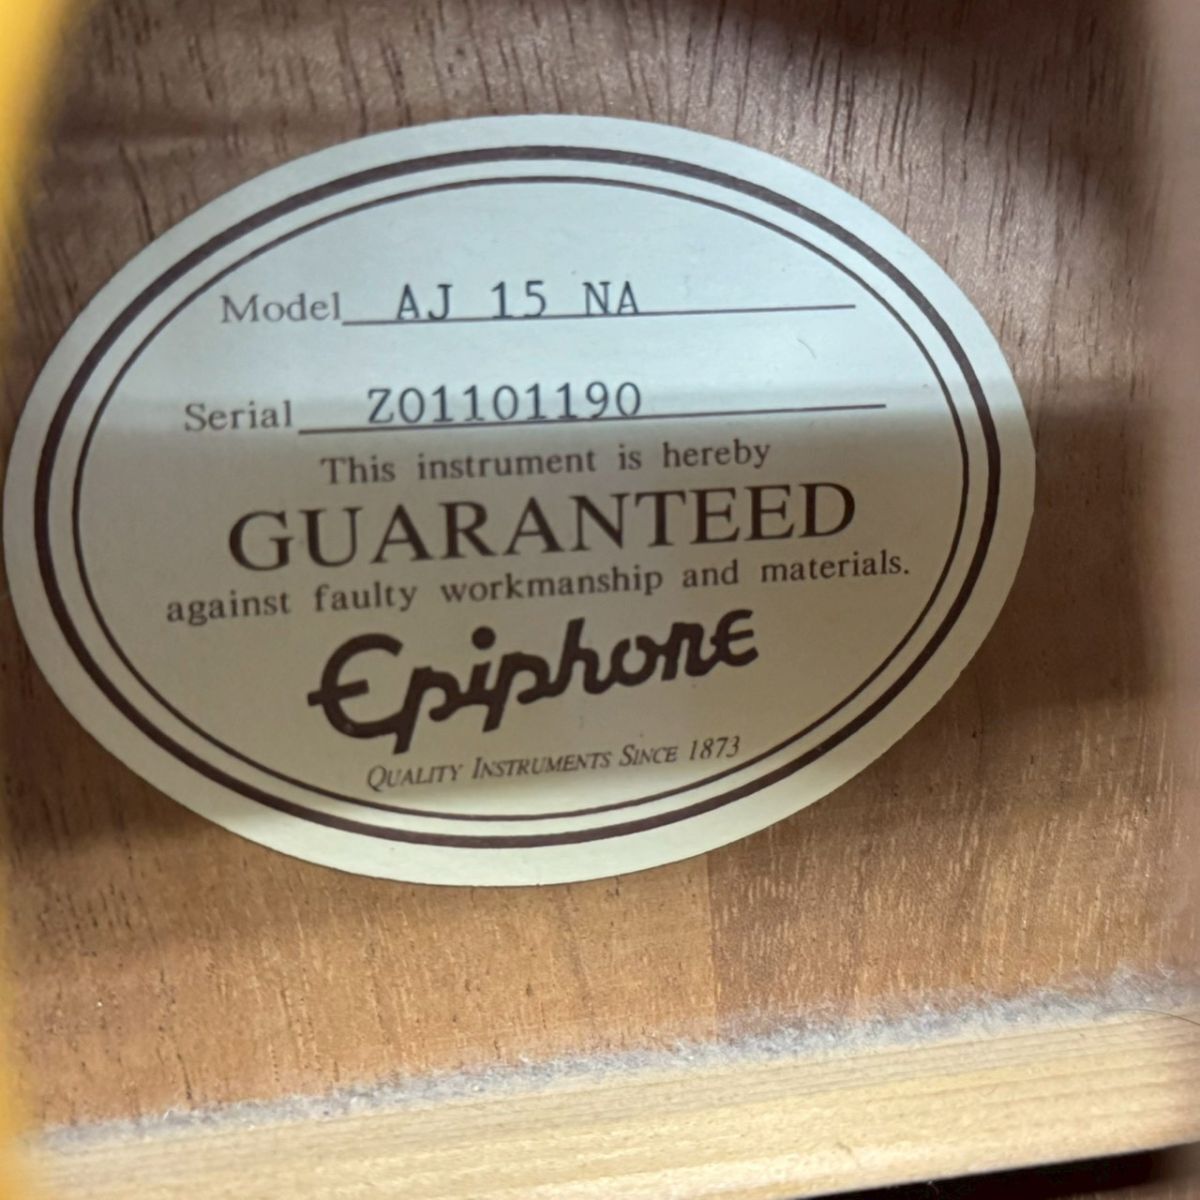 Model AJ 15 NA
Serial Z01101190
This instrument is hereby
GUARANTEED
against faulty workmanship and materials.
Epiphone
QUALITY INSTRUMENTS SINCE 1873